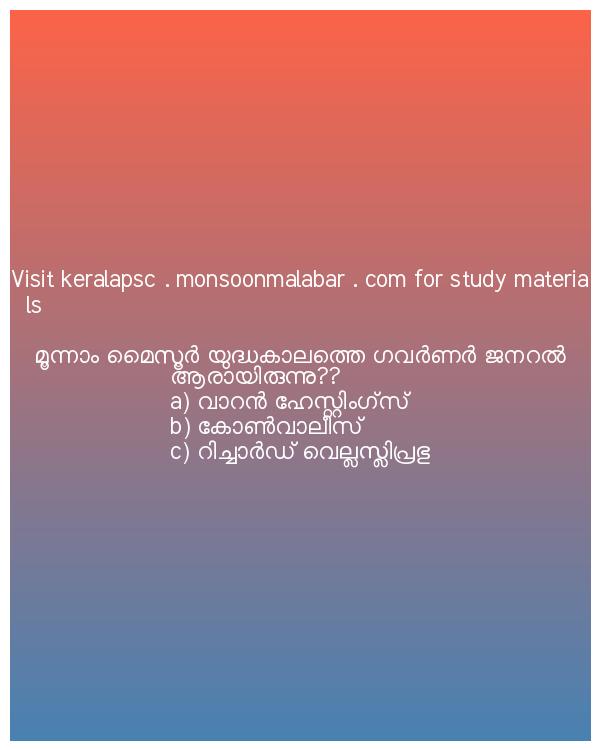 Visit keralapsc . monsoonmalabar . com for study materia
ls
മൂന്നാം മൈസൂർ യുദ്ധകാലത്തെ ഗവർണർ ജനറൽ
ആരായിരുന്നു??
a) വാറൻ ഹേസ്റ്റിംഗ്സ്
b) കോൺവാലീസ്
c) റിച്ചാർഡ് വെല്ലസ്ലിപ്രഭു